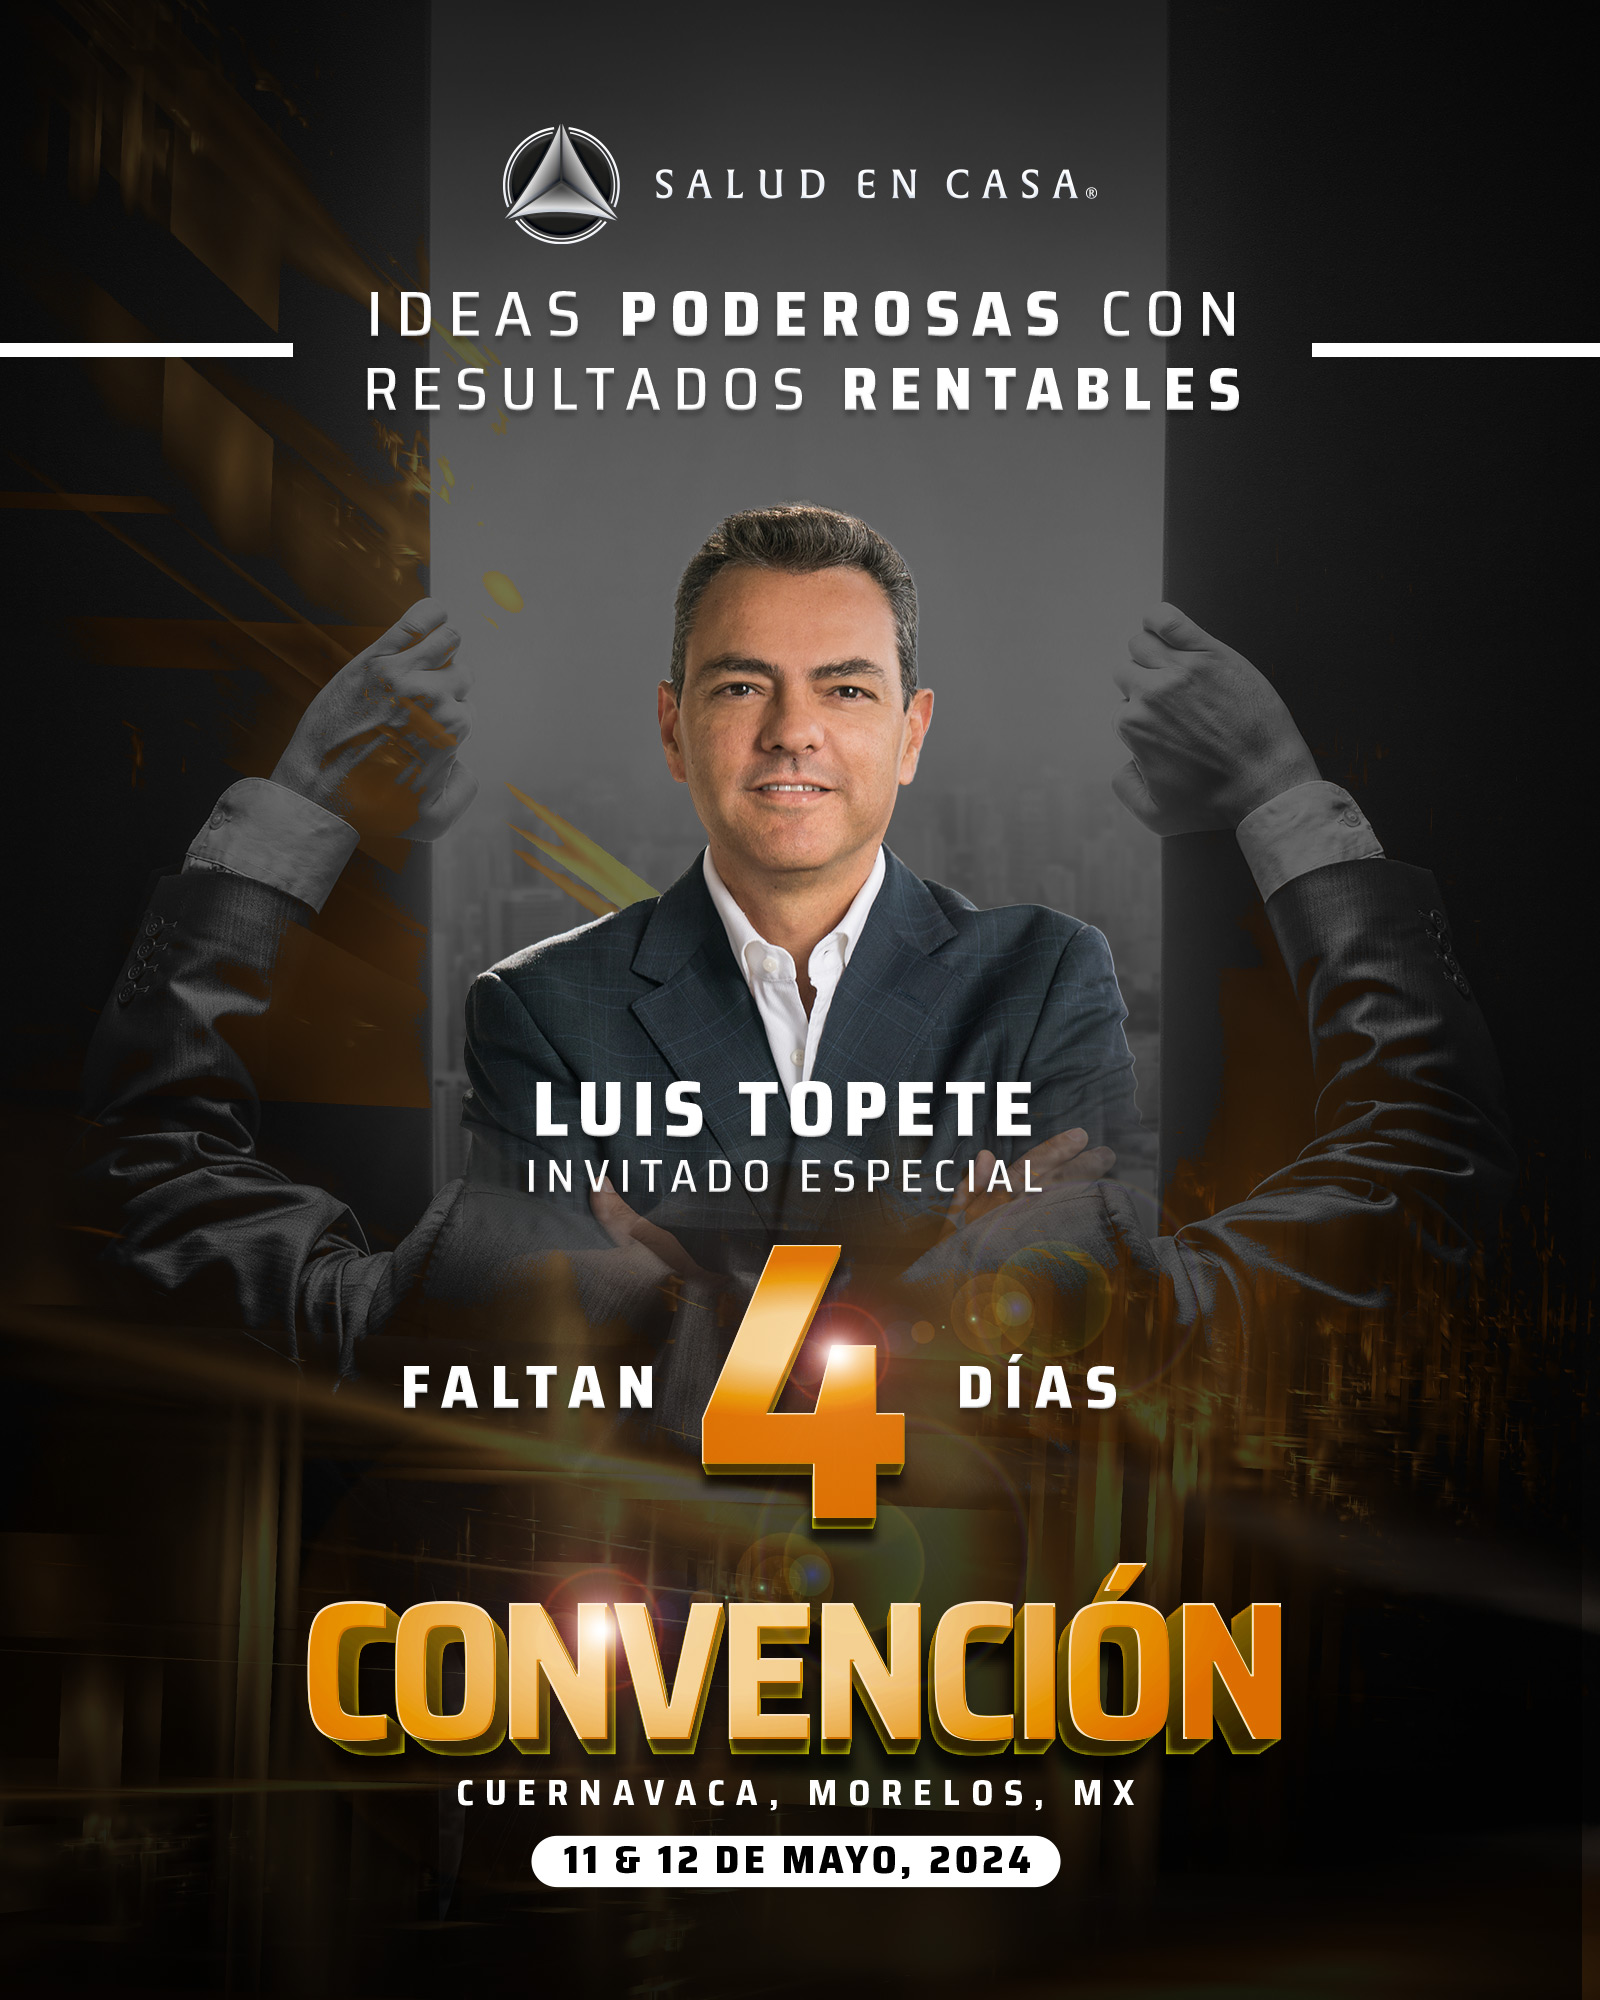 SALUD EN CASA®
IDEAS PODEROSAS CON
RESULTADOS RENTABLES
LUIS TOPETE
INVITADO ESPECIAL
FALTAN 4 DÍAS
CONVENCIÓN
CUERNAVACA, MORELOS, MX
11 & 12 DE MAYO, 2024